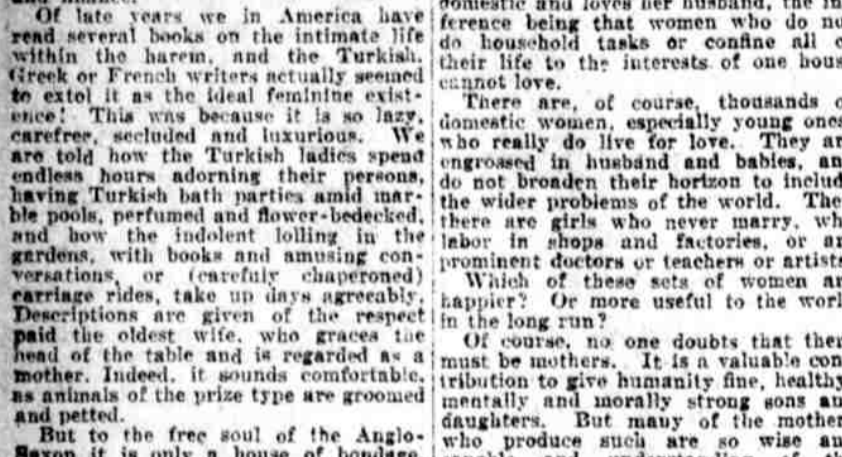 Of late years we in America have
read several books on the intimate life
within the harem, and the Turkish,
Greek or French writers actually seemed
to extol it as the ideal feminine exist-
ence! This was because it is so lazy,
carefree, secluded and luxurious. We
are told how the Turkish ladies spend
endless hours adorning their persons,
having Turkish bath parties amid mar-
ble pools, perfumed and flower-bedecked,
and how the indolent lolling in the
gardens, with books and amusing con-
versations, or (carefuly chaperoned)
carriage rides, take up days agreeably.
Descriptions are given of the respect
paid the oldest wife, who graces the
head of the table and is regarded as a
mother. Indeed, it sounds comfortable,
as animals of the prize type are groomed
and petted.
But to the free soul of the Anglo-
Saxon it is only a house of bondage.
domestic and loves her husband, the in
ference being that women who do no
do household tasks or confine all o
their life to the interests of one hous
cannot love.
There are, of course, thousands o
domestic women, especially young ones
who really do live for love. They ar
engrossed in husband and babies, an
do not broaden their horizon to includ
the wider problems of the world. The
there are girls who never marry, wh
labor in shops and factories, or ar
prominent doctors or teachers or artists
Which of these sets of women ar
happier? Or more useful to the worl
in the long run?
Of course, no one doubts that ther
must be mothers. It is a valuable con
tribution to give humanity fine, healthy
mentally and morally strong sons an
daughters. But many of the mother
who produce such are so wise an